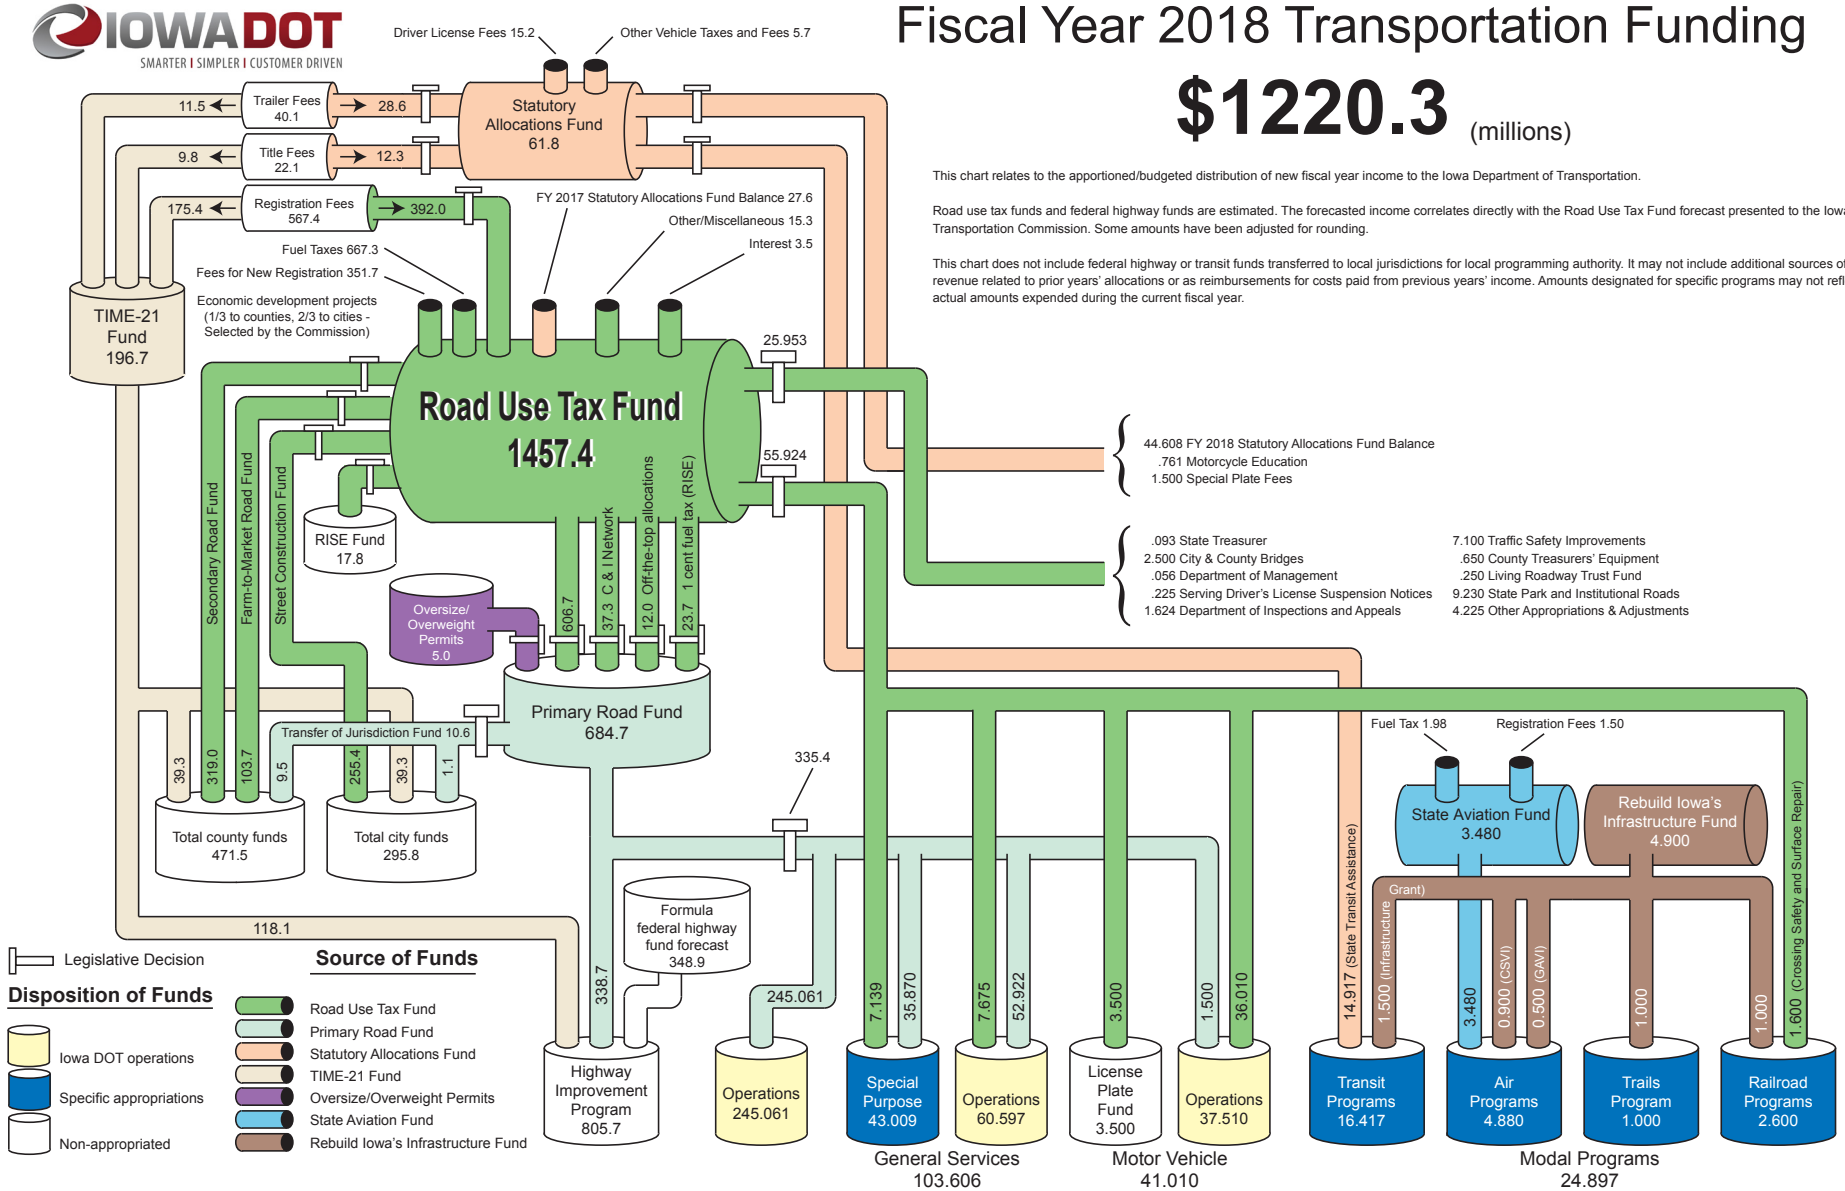 IOWADOT
SMARTER | SIMPLER | CUSTOMER DRIVEN
Fiscal Year 2018 Transportation Funding
$1220.3 (millions)
This chart relates to the apportioned/budgeted distribution of new fiscal year income to the Iowa Department of Transportation.
Road use tax funds and federal highway funds are estimated. The forecasted income correlates directly with the Road Use Tax Fund forecast presented to the Iowa
Transportation Commission. Some amounts have been adjusted for rounding.
This chart does not include federal highway or transit funds transferred to local jurisdictions for local programming authority. It may not include additional sources of
revenue related to prior years' allocations or as reimbursements for costs paid from previous years' income. Amounts designated for specific programs may not refl
actual amounts expended during the current fiscal year.
Driver License Fees 15.2
Other Vehicle Taxes and Fees 5.7
11.5
Trailer Fees
40.1
28.6
Statutory
Allocations Fund
61.8
9.8
Title Fees
22.1
12.3
175.4
Registration Fees
567.4
392.0
FY 2017 Statutory Allocations Fund Balance 27.6
Other/Miscellaneous 15.3
Interest 3.5
Fuel Taxes 667.3
Fees for New Registration 351.7
Economic development projects
(1/3 to counties, 2/3 to cities -
Selected by the Commission)
TIME-21
Fund
196.7
Road Use Tax Fund
1457.4
25.953
55.924
44.608 FY 2018 Statutory Allocations Fund Balance
.761 Motorcycle Education
1.500 Special Plate Fees
.093 State Treasurer
2.500 City & County Bridges
.056 Department of Management
.225 Serving Driver's License Suspension Notices
1.624 Department of Inspections and Appeals
7.100 Traffic Safety Improvements
.650 County Treasurers' Equipment
.250 Living Roadway Trust Fund
9.230 State Park and Institutional Roads
4.225 Other Appropriations & Adjustments
Secondary Road Fund
Farm-to-Market Road Fund
Street Construction Fund
RISE Fund
17.8
Oversize/
Overweight
Permits
5.0
606.7
37.3 C & I Network
12.0 Off-the-top allocations
23.7 1 cent fuel tax (RISE)
Primary Road Fund
684.7
Transfer of Jurisdiction Fund 10.6
39.3
319.0
103.7
9.5
255.4
39.3
1.1
Total county funds
471.5
Total city funds
295.8
335.4
118.1
Formula
federal highway
fund forecast
348.9
338.7
245.061
7.139
35.870
7.675
52.922
3.500
1.500
36.010
14.917 (State Transit Assistance)
1.500 (Infrastructure
Grant)
3.480
0.900 (CSVI)
0.500 (GAVI)
1.000
1.000
1.600 (Crossing Safety and Surface Repair)
Fuel Tax 1.98
Registration Fees 1.50
State Aviation Fund
3.480
Rebuild Iowa's
Infrastructure Fund
4.900
Legislative Decision
Disposition of Funds
Iowa DOT operations
Specific appropriations
Non-appropriated
Source of Funds
Road Use Tax Fund
Primary Road Fund
Statutory Allocations Fund
TIME-21 Fund
Oversize/Overweight Permits
State Aviation Fund
Rebuild Iowa's Infrastructure Fund
Highway
Improvement
Program
805.7
Operations
245.061
Special
Purpose
43.009
Operations
60.597
License
Plate
Fund
3.500
Operations
37.510
Transit
Programs
16.417
Air
Programs
4.880
Trails
Program
1.000
Railroad
Programs
2.600
General Services
103.606
Motor Vehicle
41.010
Modal Programs
24.897